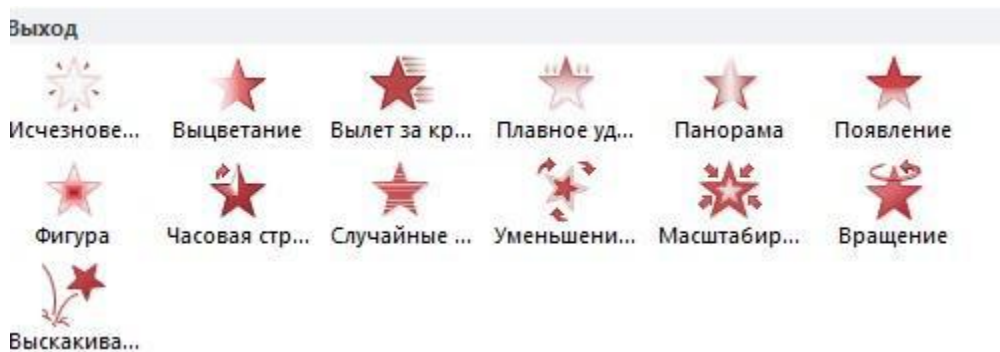 Выход
Исчезнове... Выцветание Вылет за кр... Плавное уд... Панорама Появление
Фигура Часовая стр... Случайные ... Уменьшени... Масштабир... Вращение
Выскакива...